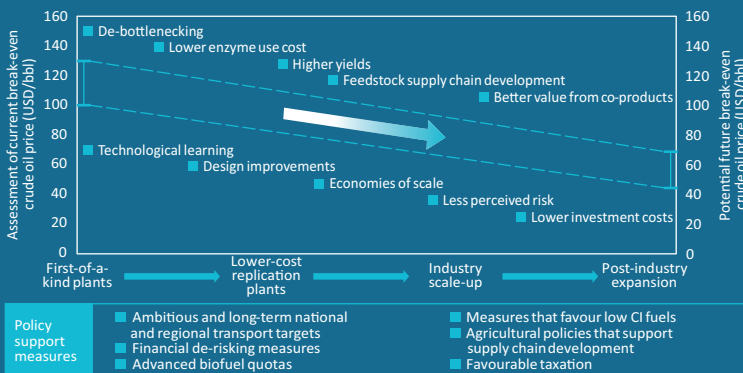 Assessment of current break-even
crude oil price (USD/bbl)
160
140
120
100
80
60
40
20
0
De-bottlenecking
Lower enzyme use cost
Higher yields
Feedstock supply chain development
Better value from co-products
Technological learning
Design improvements
Economies of scale
Less perceived risk
Lower investment costs
160
140
120
100
80
60
40
20
0
Potential future break-even
crude oil price (USD/bbl)
First-of-a-
kind plants
Lower-cost
replication
plants
Industry
scale-up
Post-industry
expansion
Policy
support
measures
Ambitious and long-term national
and regional transport targets
Financial de-risking measures
Advanced biofuel quotas
Measures that favour low CI fuels
Agricultural policies that support
supply chain development
Favourable taxation